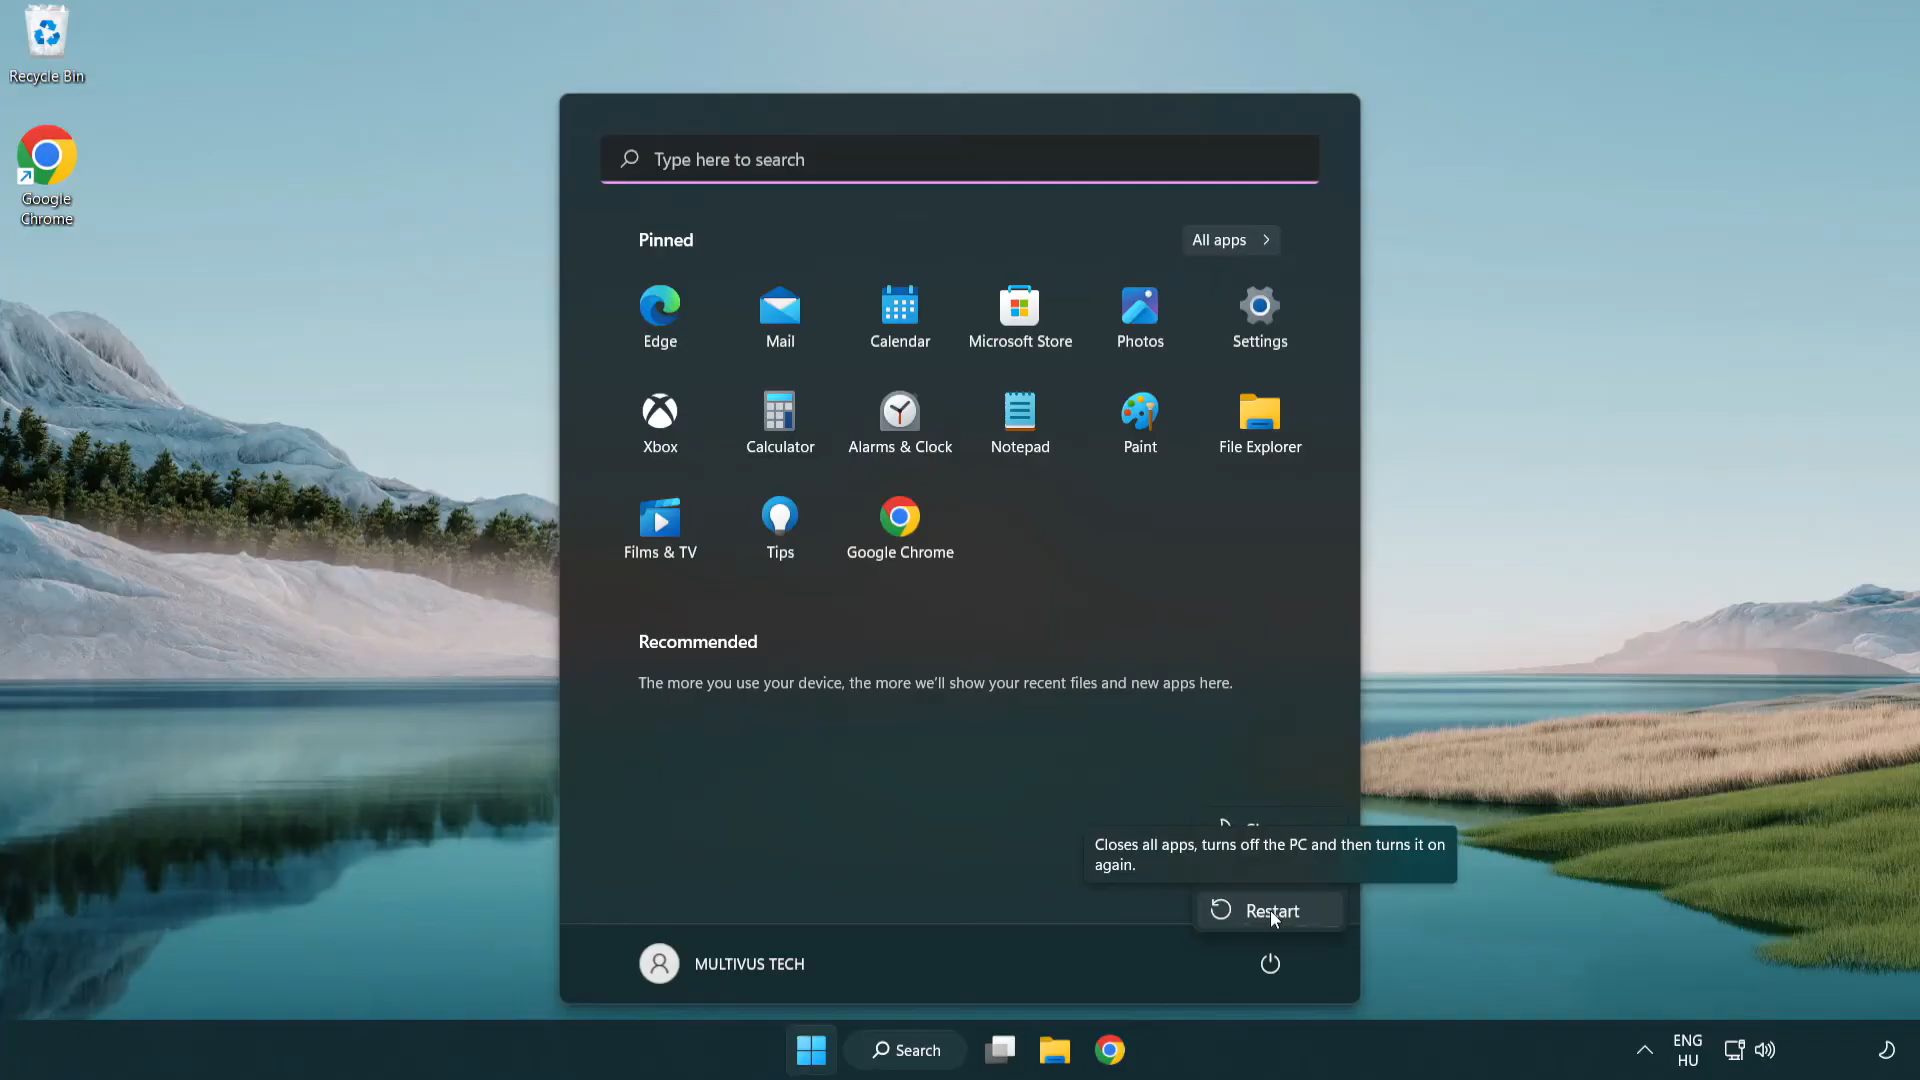 Recycle Bin
Google
Chrome
Type here to search
Pinned
All apps
Edge
Mail
Calendar
Microsoft Store
Photos
Settings
Xbox
Calculator
Alarms & Clock
Notepad
Paint
File Explorer
Films & TV
Tips
Google Chrome
Recommended
The more you use your device, the more we'll show your recent files and new apps here.
Closes all apps, turns off the PC and then turns it on
again.
Restart
MULTIVUS TECH
Search
ENG
HU